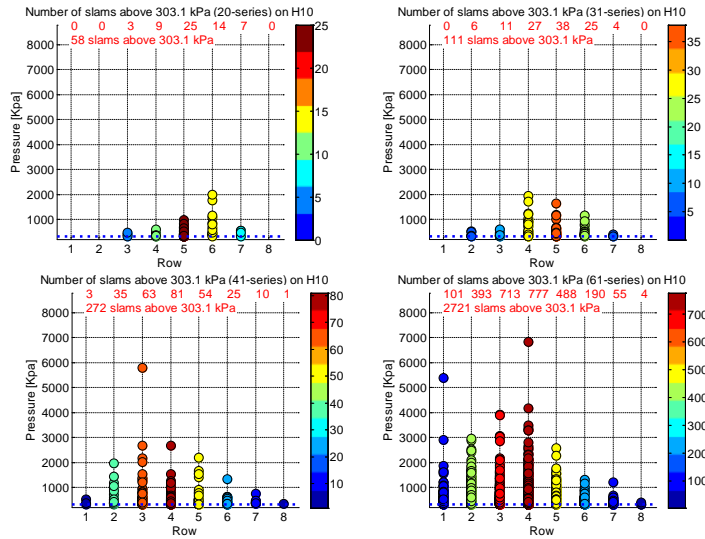 Number of slams above 303.1 kPa (20-series) on H10
0 0 3 9 25 14 7 0
58 slams above 303.1 kPa
Pressure [Kpa]
8000
7000
6000
5000
4000
3000
2000
1000
1 2 3 4 5 6 7 8
Row
25
20
15
10
5
0
Number of slams above 303.1 kPa (31-series) on H10
0 6 11 27 38 25 4 0
111 slams above 303.1 kPa
Pressure [Kpa]
8000
7000
6000
5000
4000
3000
2000
1000
1 2 3 4 5 6 7 8
Row
35
30
25
20
15
10
5
Number of slams above 303.1 kPa (41-series) on H10
3 35 63 81 54 25 10 1
272 slams above 303.1 kPa
Pressure [Kpa]
8000
7000
6000
5000
4000
3000
2000
1000
1 2 3 4 5 6 7 8
Row
80
70
60
50
40
30
20
10
Number of slams above 303.1 kPa (61-series) on H10
101 393 713 777 488 190 55 4
2721 slams above 303.1 kPa
Pressure [Kpa]
8000
7000
6000
5000
4000
3000
2000
1000
1 2 3 4 5 6 7 8
Row
700
600
500
400
300
200
100